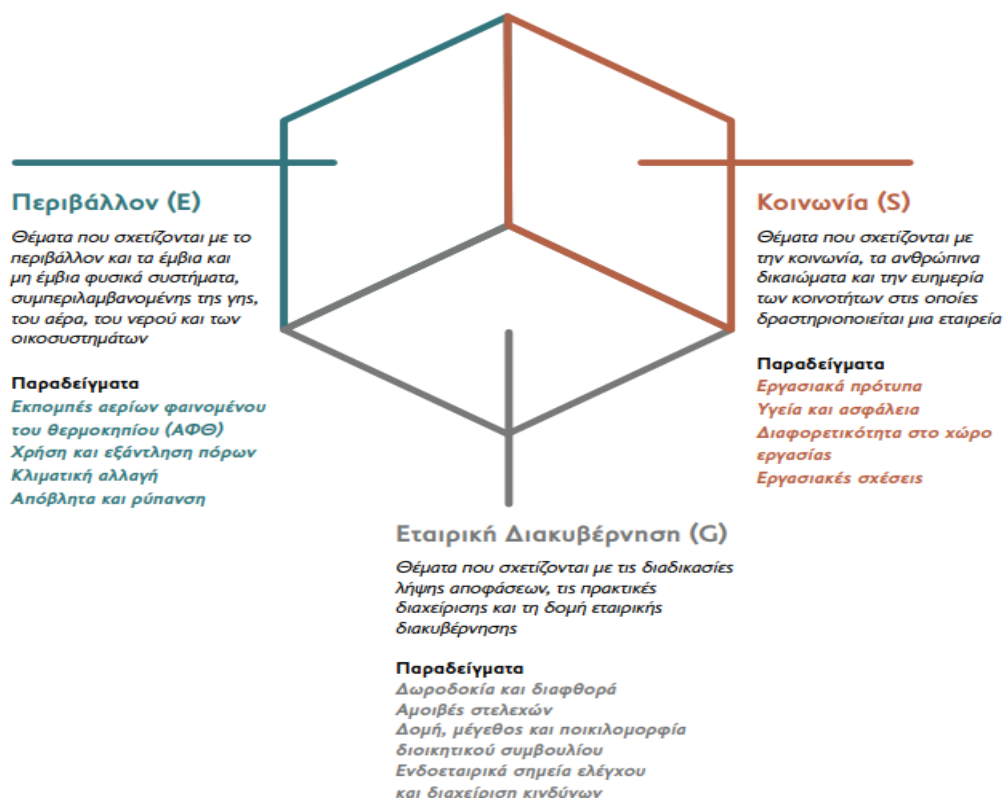 Περιβάλλον (E)
Θέματα που σχετίζονται με το
περιβάλλον και τα έμβια και
μη έμβια φυσικά συστήματα,
συμπεριλαμβανομένης της γης,
του αέρα, του νερού και των
οικοσυστημάτων
Παραδείγματα
Εκπομπές αερίων φαινομένου
του θερμοκηπίου (ΑΦΘ)
Χρήση και εξάντληση πόρων
Κλιματική αλλαγή
Απόβλητα και ρύπανση
Κοινωνία (S)
Θέματα που σχετίζονται με
την κοινωνία, τα ανθρώπινα
δικαιώματα και την ευημερία
των κοινοτήτων στις οποίες
δραστηριοποιείται μια εταιρεία
Παραδείγματα
Εργασιακά πρότυπα
Υγεία και ασφάλεια
Διαφορετικότητα στο χώρο
εργασίας
Εργασιακές σχέσεις
Εταιρική Διακυβέρνηση (G)
Θέματα που σχετίζονται με τις διαδικασίες
λήψης αποφάσεων, τις πρακτικές
διαχείρισης και τη δομή εταιρικής
διακυβέρνησης
Παραδείγματα
Δωροδοκία και διαφθορά
Αμοιβές στελεχών
Δομή, μέγεθος και ποικιλομορφία
διοικητικού συμβουλίου
Ενδοεταιρικά σημεία ελέγχου
και διαχείριση κινδύνων